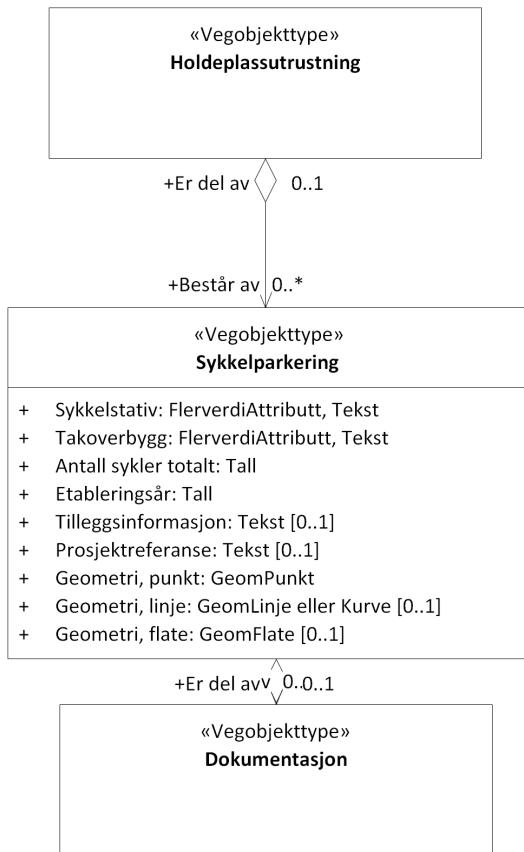 «Vegobjekttype»
Holdeplassutrustning
+Er del av 0..1
+Består av 0..*
«Vegobjekttype»
Sykkelparkering
+ Sykkelstativ: FlerverdiAttributt, Tekst
+ Takoverbygg: FlerverdiAttributt, Tekst
+ Antall sykler totalt: Tall
+ Etableringsår: Tall
+ Tilleggsinformasjon: Tekst [0..1]
+ Prosjektreferanse: Tekst [0..1]
+ Geometri, punkt: GeomPunkt
+ Geometri, linje: GeomLinje eller Kurve [0..1]
+ Geometri, flate: GeomFlate [0..1]
+Er del av 0..1
«Vegobjekttype»
Dokumentasjon